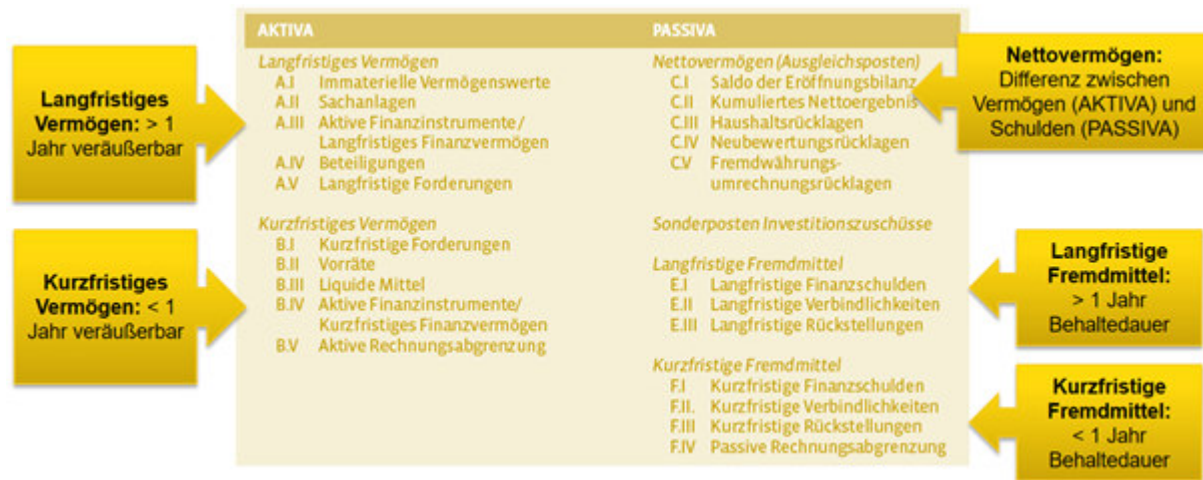 Langfristiges
Vermögen: > 1
Jahr veräußerbar
Kurzfristiges
Vermögen: < 1
Jahr veräußerbar
AKTIVA
Langfristiges Vermögen
A.I Immaterielle Vermögenswerte
A.II Sachanlagen
A.III Aktive Finanzinstrumente/
Langfristiges Finanzvermögen
A.IV Beteiligungen
A.V Langfristige Forderungen
Kurzfristiges Vermögen
B.I Kurzfristige Forderungen
B.II Vorräte
B.III Liquide Mittel
B.IV Aktive Finanzinstrumente/
Kurzfristiges Finanzvermögen
B.V Aktive Rechnungsabgrenzung
PASSIVA
Nettovermögen (Ausgleichsposten)
C.I Saldo der Eröffnungsbilanz
C.II Kumuliertes Nettoergebnis
C.III Haushaltsrücklagen
C.IV Neubewertungsrücklagen
C.V Fremdwährungs-
umrechnungsrücklagen
Sonderposten Investitionszuschüsse
Langfristige Fremdmittel
E.I Langfristige Finanzschulden
E.II Langfristige Verbindlichkeiten
E.III Langfristige Rückstellungen
Kurzfristige Fremdmittel
F.I Kurzfristige Finanzschulden
F.II. Kurzfristige Verbindlichkeiten
F.III Kurzfristige Rückstellungen
F.IV Passive Rechnungsabgrenzung
Nettovermögen:
Differenz zwischen
Vermögen (AKTIVA) und
Schulden (PASSIVA)
Langfristige
Fremdmittel:
> 1 Jahr
Behaltedauer
Kurzfristige
Fremdmittel:
< 1 Jahr
Behaltedauer